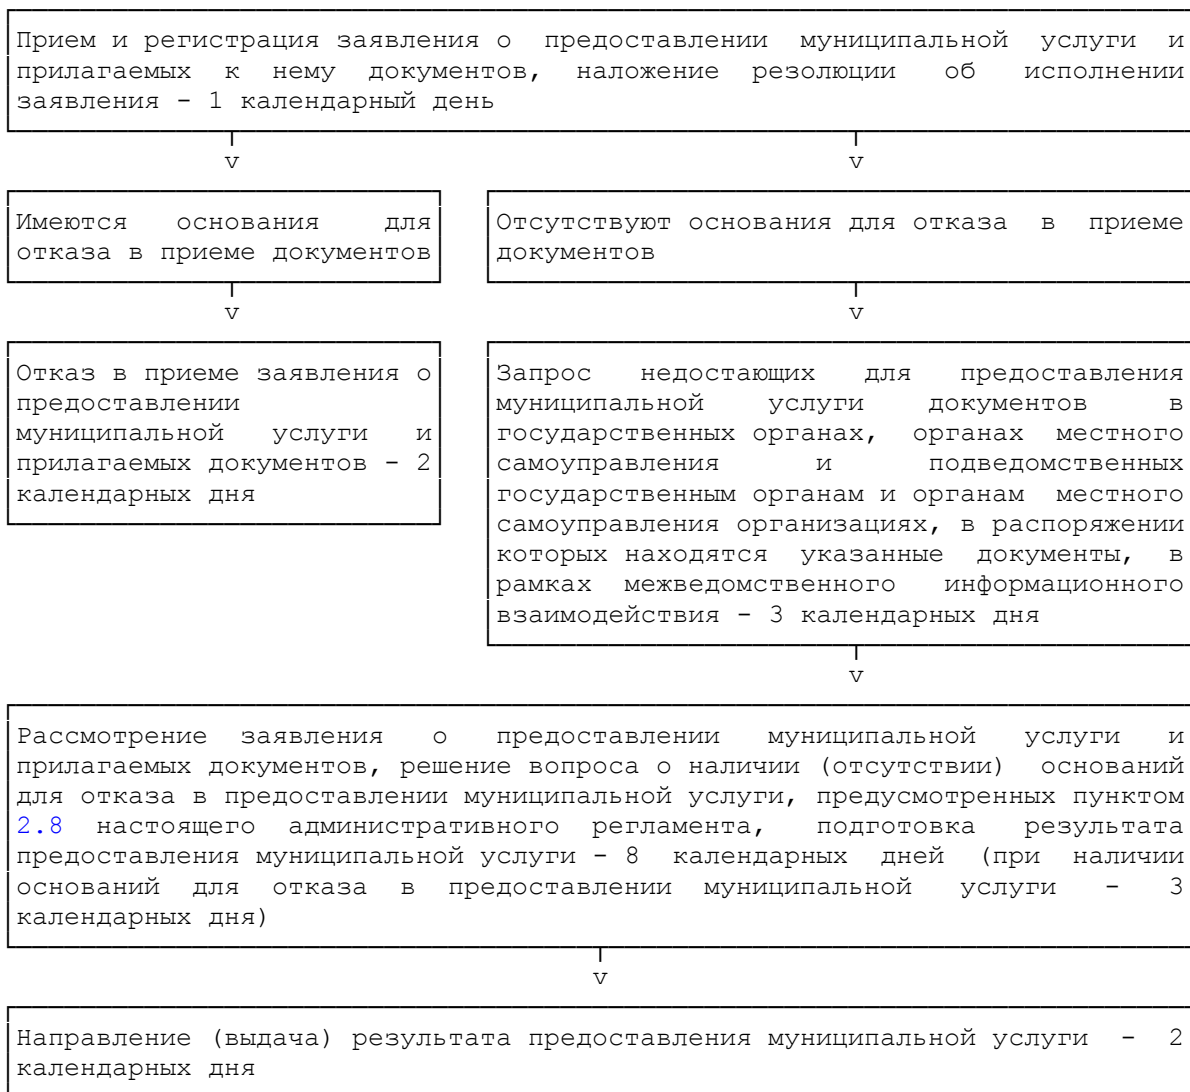 Прием и регистрация заявления о предоставлении муниципальной услуги и
прилагаемых к нему документов, наложение резолюции об исполнении
заявления - 1 календарный день
v v
Имеются основания для
отказа в приеме документов
Отсутствуют основания для отказа в приеме
документов
v v
Отказ в приеме заявления о
предоставлении
муниципальной услуги и
прилагаемых документов - 2
календарных дня
Запрос недостающих для предоставления
муниципальной услуги документов в
государственных органах, органах местного
самоуправления и подведомственных
государственным органам и органам местного
самоуправления организациях, в распоряжении
которых находятся указанные документы, в
рамках межведомственного информационного
взаимодействия - 3 календарных дня
v
Рассмотрение заявления о предоставлении муниципальной услуги и
прилагаемых документов, решение вопроса о наличии (отсутствии) оснований
для отказа в предоставлении муниципальной услуги, предусмотренных пунктом
2.8 настоящего административного регламента, подготовка результата
предоставления муниципальной услуги - 8 календарных дней (при наличии
оснований для отказа в предоставлении муниципальной услуги - 3
календарных дня)
v
Направление (выдача) результата предоставления муниципальной услуги - 2
календарных дня